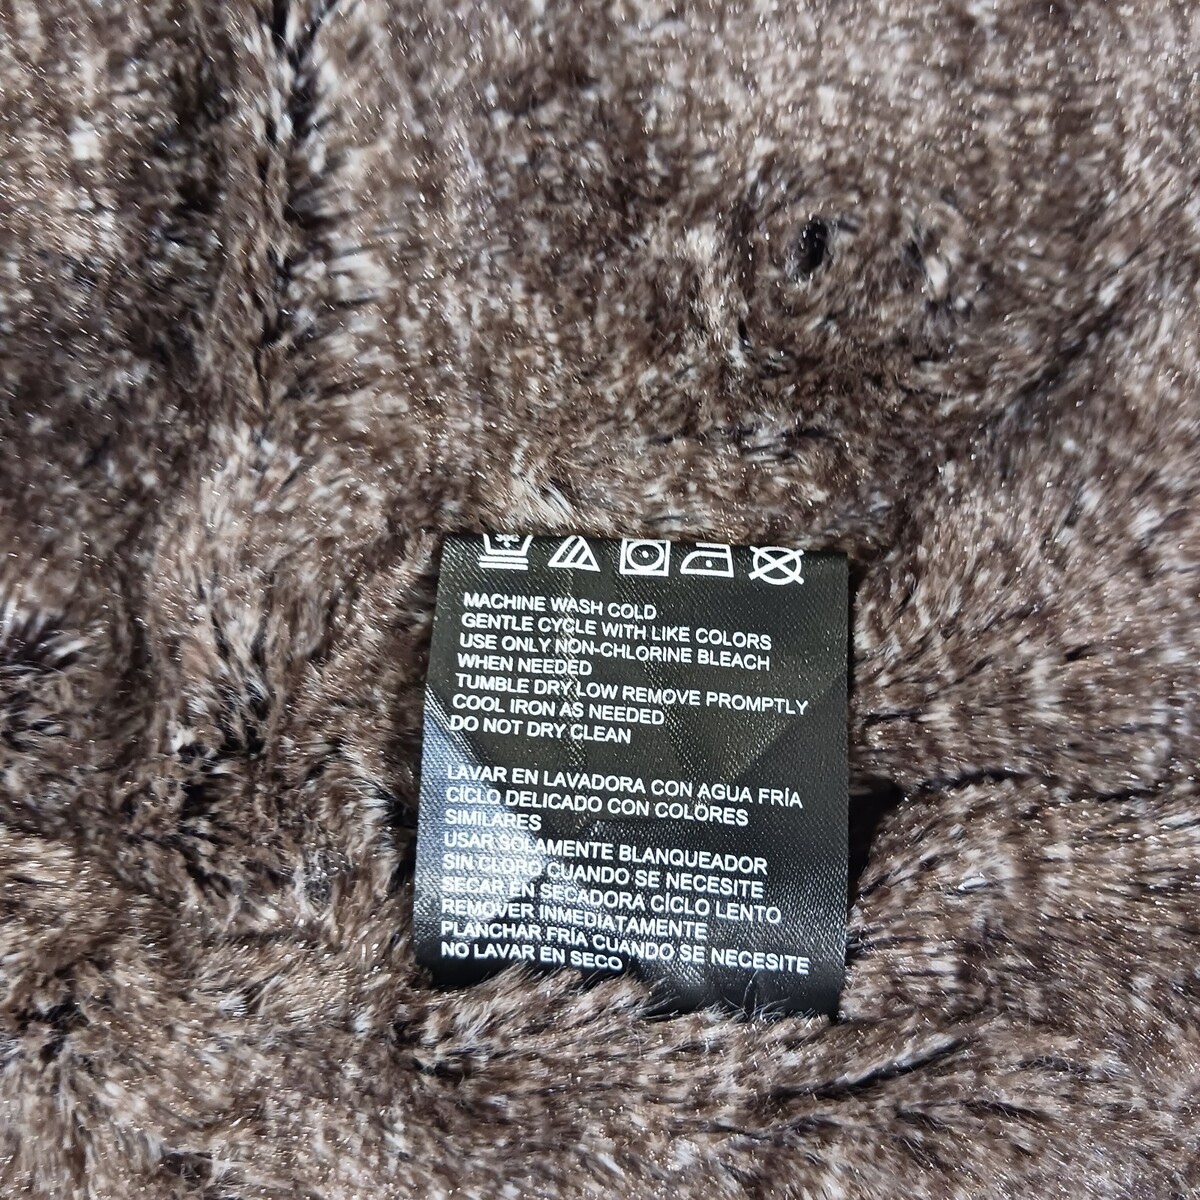 MACHINE WASH COLD
GENTLE CYCLE WITH LIKE COLORS
USE ONLY NON-CHLORINE BLEACH
WHEN NEEDED
TUMBLE DRY LOW REMOVE PROMPTLY
COOL IRON AS NEEDED
DO NOT DRY CLEAN
LAVAR EN LAVADORA CON AGUA FRÍA
CICLO DELICADO CON COLORES
SIMILARES
USAR SOLAMENTE BLANQUEADOR
SIN CLORO CUANDO SE NECESITE
SECAR EN SECADORA CÍCLO LENTO
REMOVER INMEDIATAMENTE
PLANCHAR FRÍA CUANDO SE NECESITE
NO LAVAR EN SECO